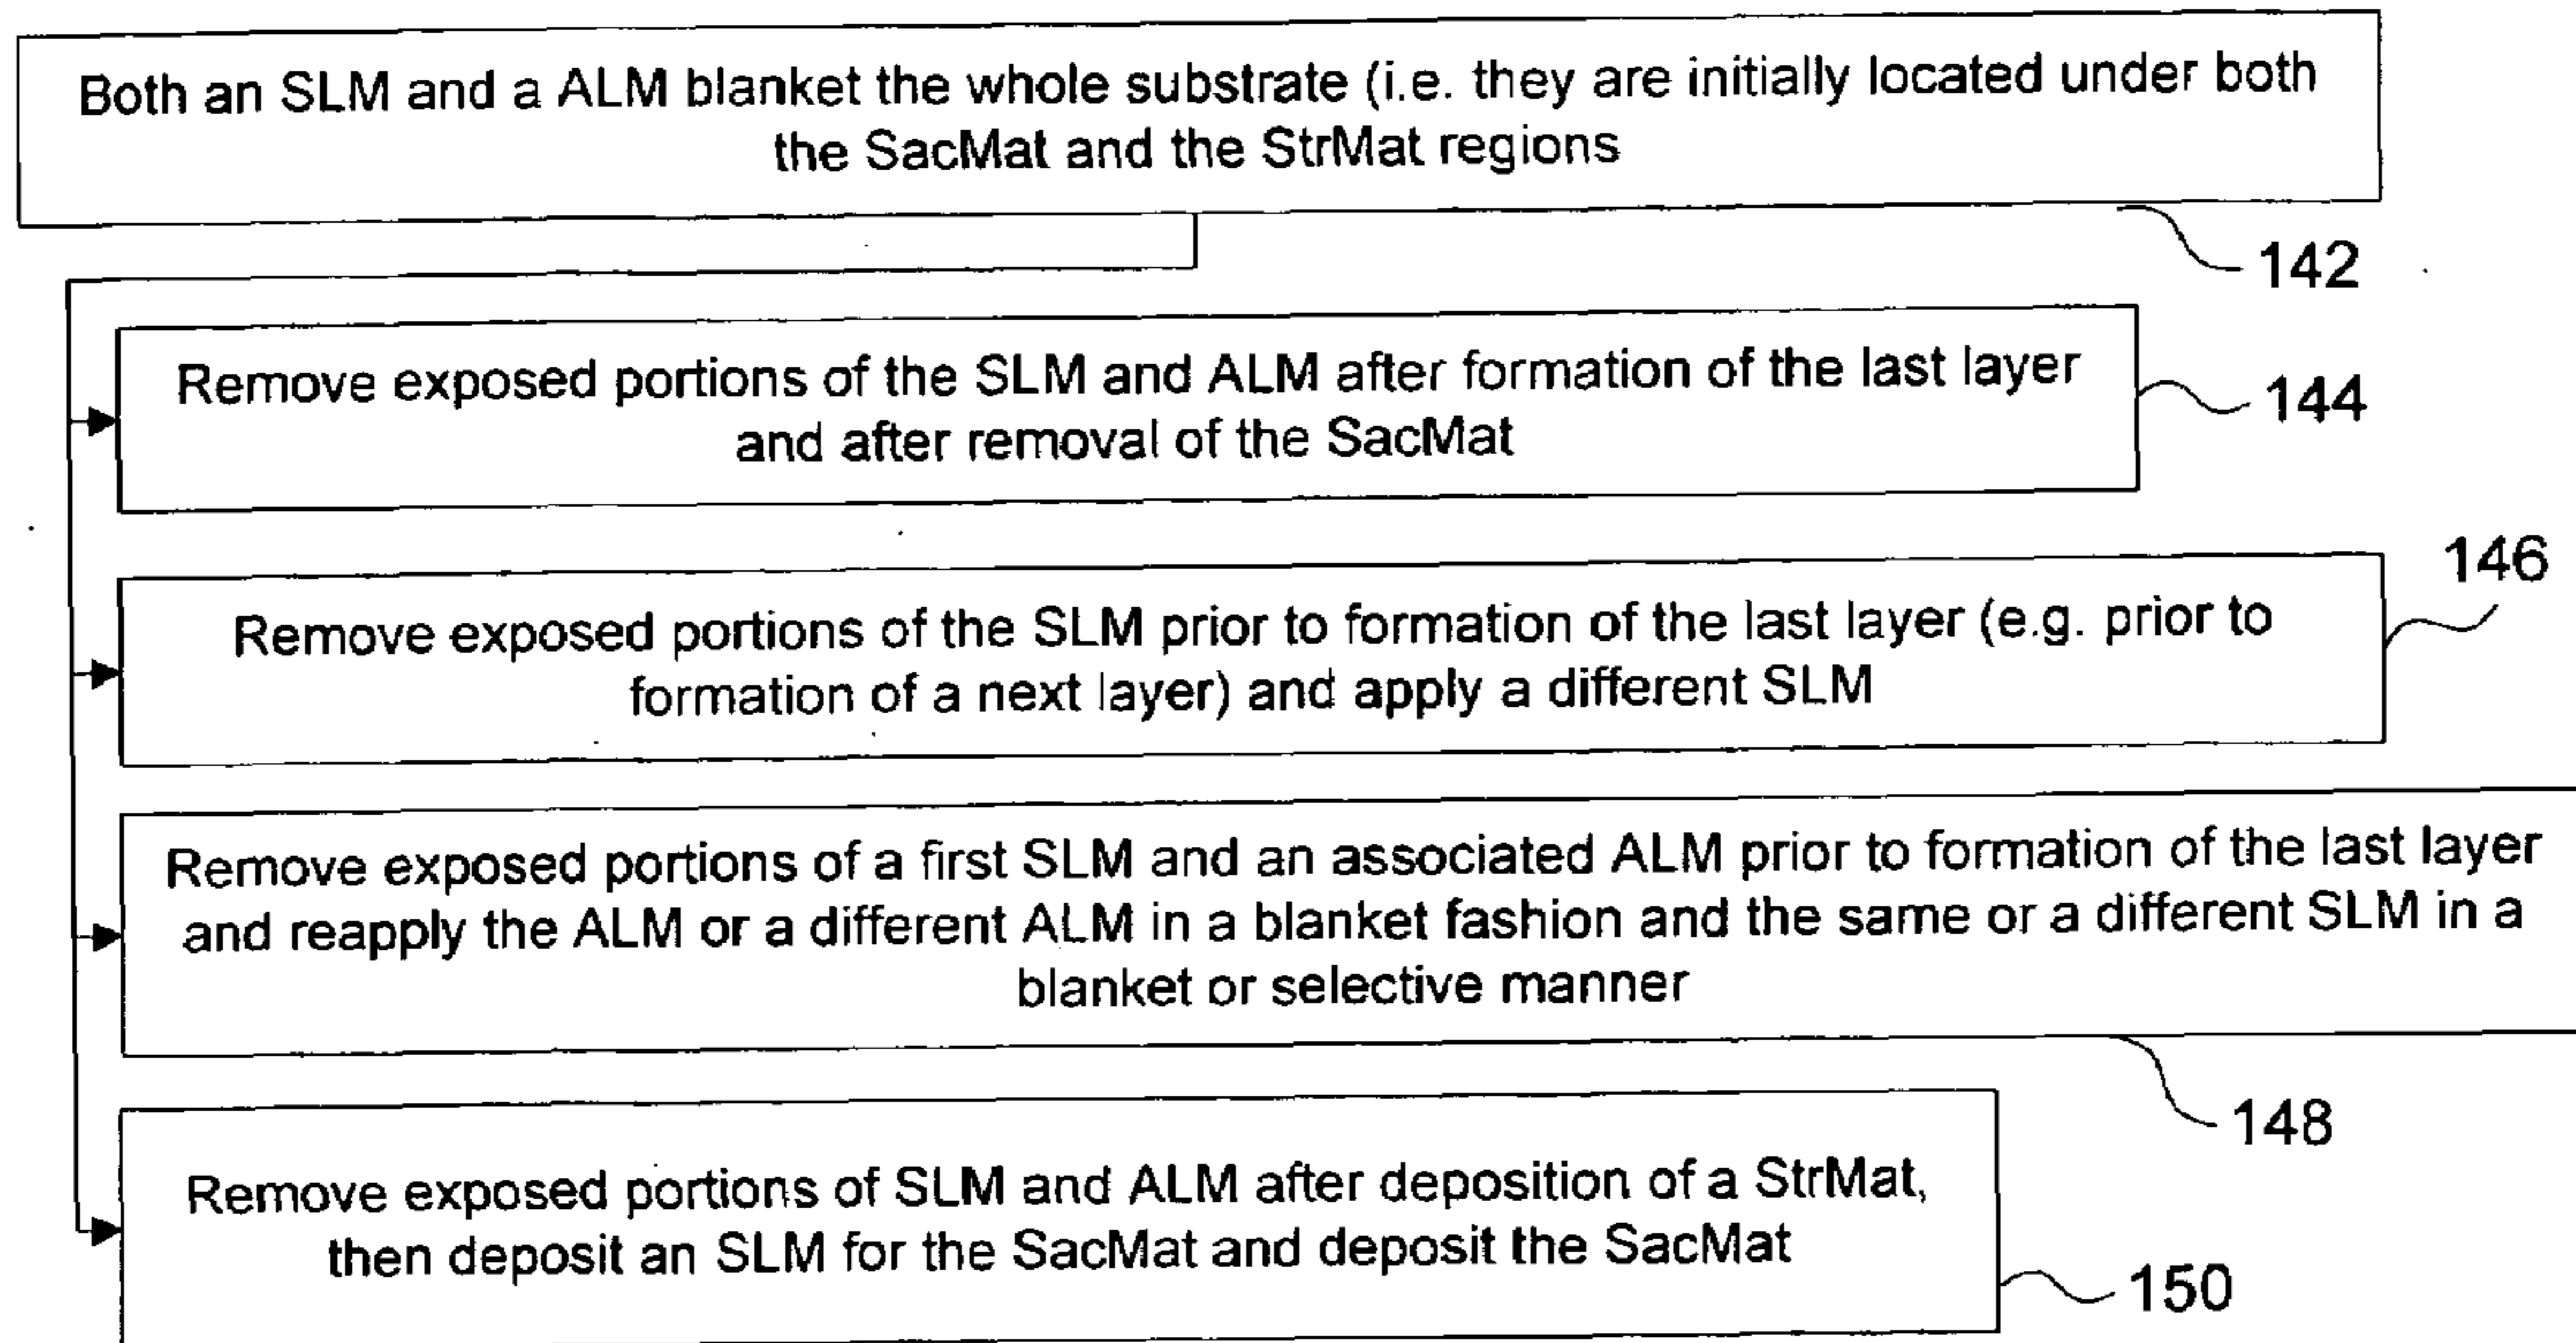 Both an SLM and a ALM blanket the whole substrate (i.e. they are initially located under both
the SacMat and the StrMat regions
142
Remove exposed portions of the SLM and ALM after formation of the last layer
and after removal of the SacMat
144
146
Remove exposed portions of the SLM prior to formation of the last layer (e.g. prior to
formation of a next layer) and apply a different SLM
Remove exposed portions of a first SLM and an associated ALM prior to formation of the last layer
and reapply the ALM or a different ALM in a blanket fashion and the same or a different SLM in a
blanket or selective manner
148
Remove exposed portions of SLM and ALM after deposition of a StrMat,
then deposit an SLM for the SacMat and deposit the SacMat
150